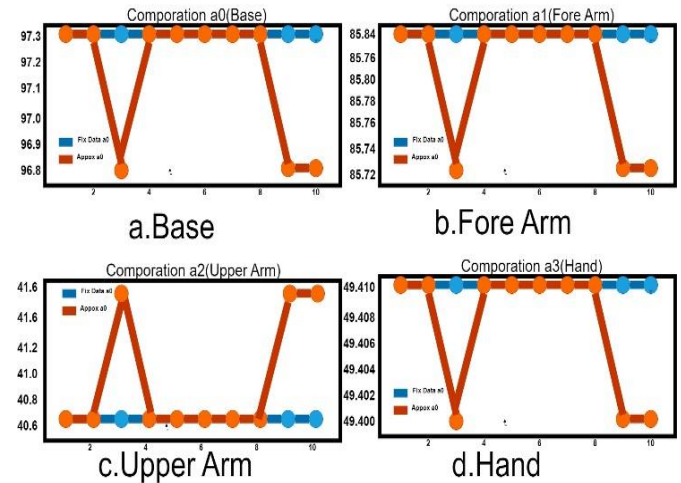 Comporation a0(Base)
97.3
97.2
97.1
97.0
96.9
96.8
Fix Data a0
Appox a0
2
4
6
8
10
a.Base
Comporation a1(Fore Arm)
85.84
85.82
85.80
85.78
85.76
85.74
85.72
Fix Data a0
Appox a0
2
4
6
8
10
b.Fore Arm
Comporation a2(Upper Arm)
41.6
41.6
41.2
41.0
40.8
40.6
Fix Data a0
Appox a0
2
4
6
8
10
c.Upper Arm
Comporation a3(Hand)
49.410
49.408
49.406
49.404
49.402
49.400
Fix Data a0
Appox a0
2
4
6
8
10
d.Hand